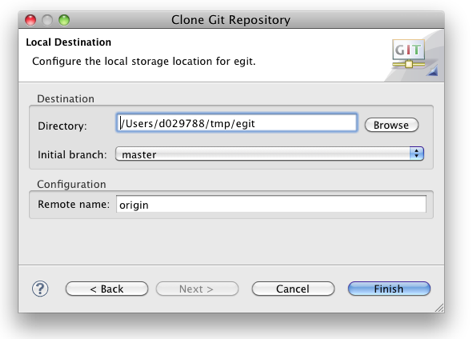 Clone Git Repository
Local Destination
Configure the local storage location for egit.
GIT
Destination
Directory: /Users/d029788/tmp/egit Browse
Initial branch: master
Configuration
Remote name: origin
? < Back Next > Cancel Finish